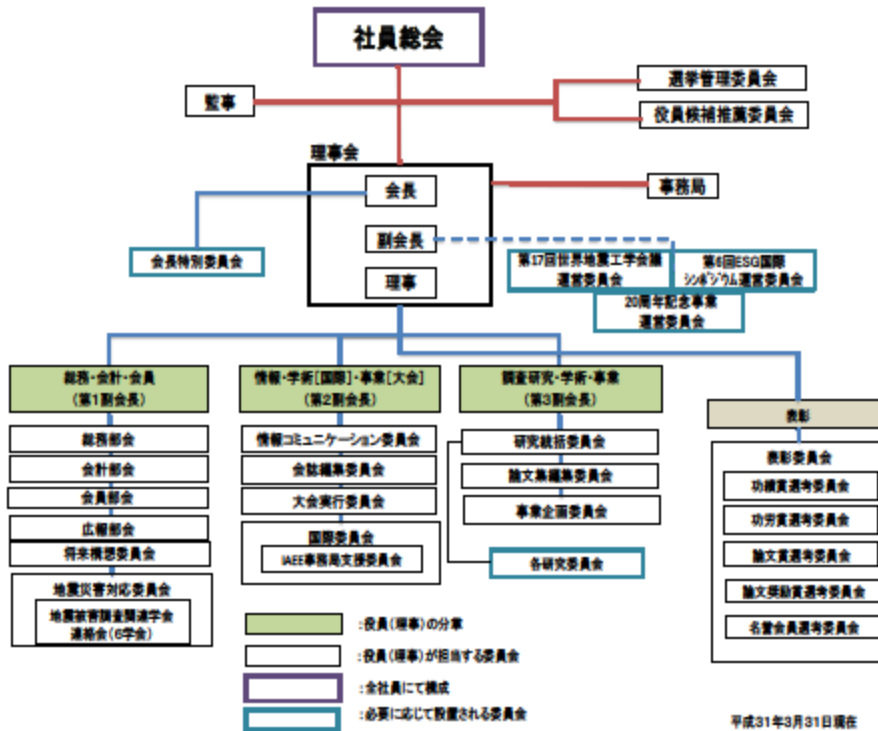 社員総会
監事
選挙管理委員会
役員候補推薦委員会
理事会
会長
事務局
副会長
会長特別委員会
第17回世界地震工学会議
運営委員会
第6回ESG国際
シンポジウム運営委員会
理事
20周年記念事業
運営委員会
総務・会計・会員
(第1副会長)
情報・学術[国際]・事業[大会]
(第2副会長)
調査研究・学術・事業
(第3副会長)
表彰
総務部会
会計部会
会員部会
広報部会
将来構想委員会
地震災害対応委員会
地震被害調査関連学会
連絡会(6学会)
情報コミュニケーション委員会
会誌編集委員会
大会実行委員会
国際委員会
IAEE事務局支援委員会
研究統括委員会
論文集編集委員会
事業企画委員会
各研究委員会
表彰委員会
功績賞選考委員会
功労賞選考委員会
論文賞選考委員会
論文奨励賞選考委員会
名誉会員選考委員会
:役員(理事)の分掌
:役員(理事)が担当する委員会
:全社員にて構成
:必要に応じて設置される委員会
平成31年3月31日現在